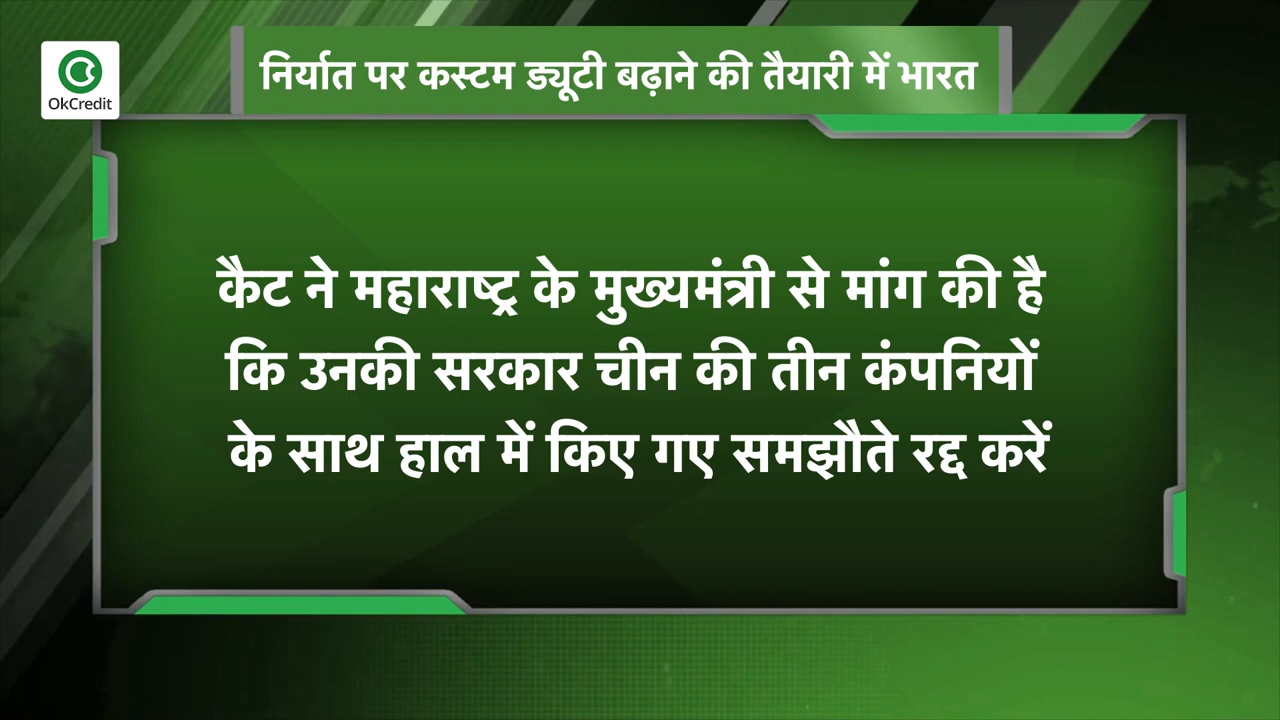 OkCredit
निर्यात पर कस्टम ड्यूटी बढ़ाने की तैयारी में भारत
कैट ने महाराष्ट्र के मुख्यमंत्री से मांग की है
कि उनकी सरकार चीन की तीन कंपनियों
के साथ हाल में किए गए समझौते रद्द करें